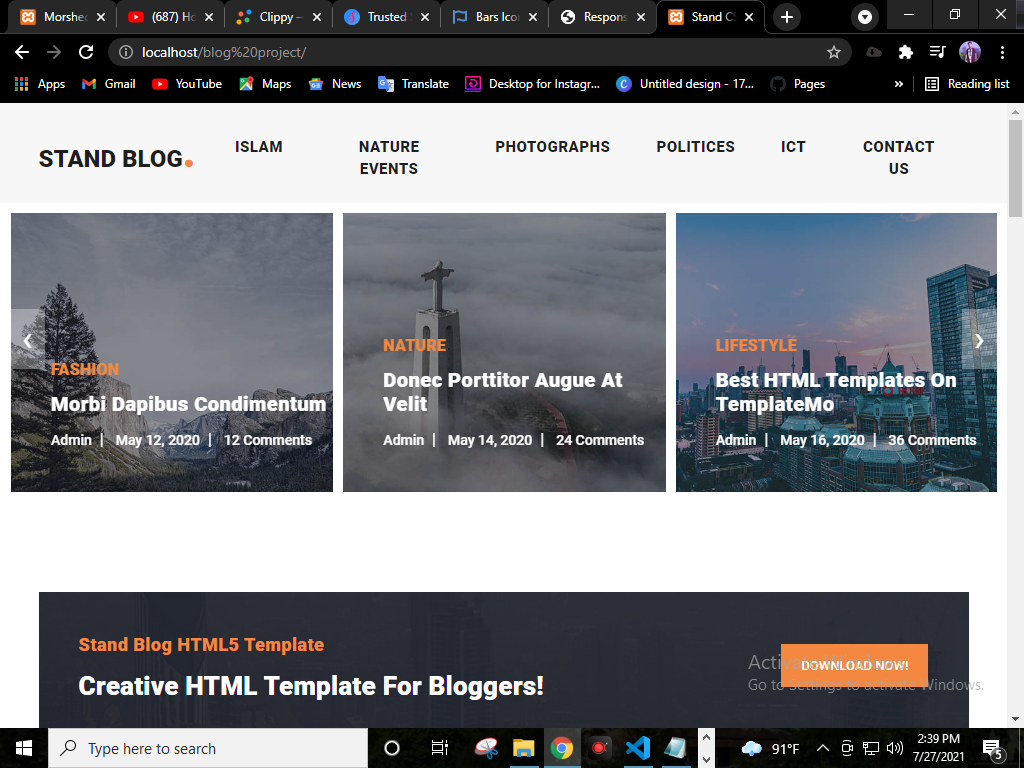 Morshed
(687) Ho
Clippy —
Trusted S
Bars Icon
Respons
Stand CS
localhost/blog%20project/
Apps
Gmail
YouTube
Maps
News
Translate
Desktop for Instagr...
Untitled design - 17...
Pages
»
Reading list
STAND BLOG.
ISLAM
NATURE
EVENTS
PHOTOGRAPHS
POLITICES
ICT
CONTACT
US
FASHION
Morbi Dapibus Condimentum
Admin | May 12, 2020 | 12 Comments
NATURE
Donec Porttitor Augue At
Velit
Admin | May 14, 2020 | 24 Comments
LIFESTYLE
Best HTML Templates On
TemplateMo
Admin | May 16, 2020 | 36 Comments
Stand Blog HTML5 Template
Creative HTML Template For Bloggers!
DOWNLOAD NOW!
Activate Windows
Go to Settings to activate Windows.
Type here to search
91°F
2:39 PM
7/27/2021
5